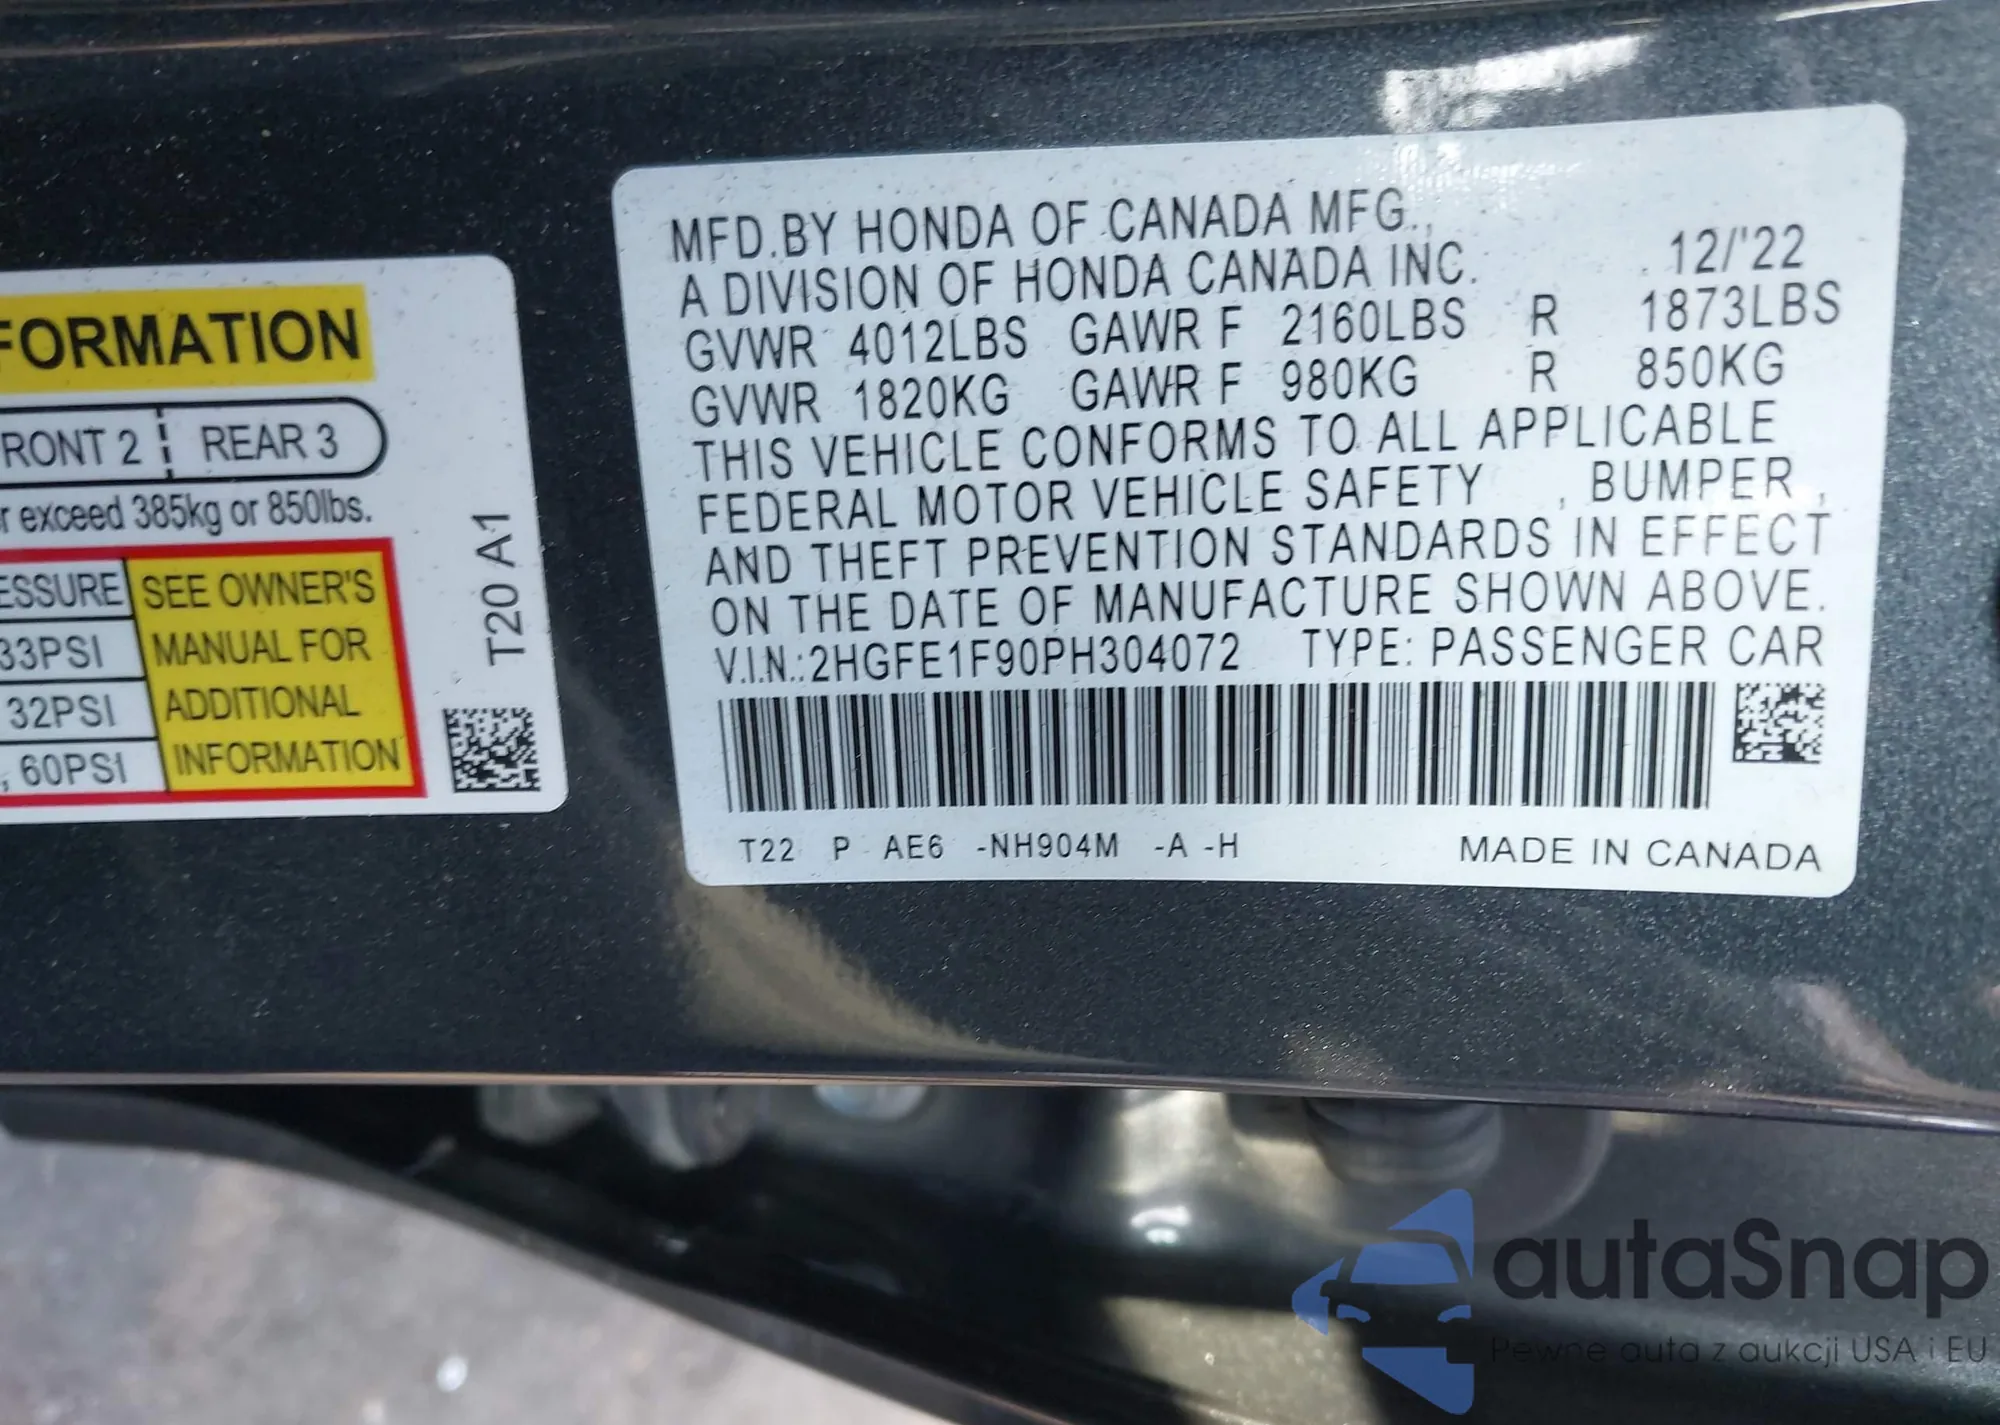 FORMATION
RONT 2 REAR 3
r exceed 385kg or 850lbs.
ESSURE SEE OWNER'S
33PSI MANUAL FOR
32PSI ADDITIONAL
, 60PSI INFORMATION
T20 A1
MFD.BY HONDA OF CANADA MFG.,
A DIVISION OF HONDA CANADA INC. 12/'22
GVWR 4012LBS GAWR F 2160LBS R 1873LBS
GVWR 1820KG GAWR F 980KG R 850KG
THIS VEHICLE CONFORMS TO ALL APPLICABLE
FEDERAL MOTOR VEHICLE SAFETY , BUMPER ,
AND THEFT PREVENTION STANDARDS IN EFFECT
ON THE DATE OF MANUFACTURE SHOWN ABOVE.
V.I.N.:2HGFE1F90PH304072 TYPE: PASSENGER CAR
T22 P AE6 -NH904M -A -H MADE IN CANADA
autaSnap
Pewne auta z aukcji USA i EU